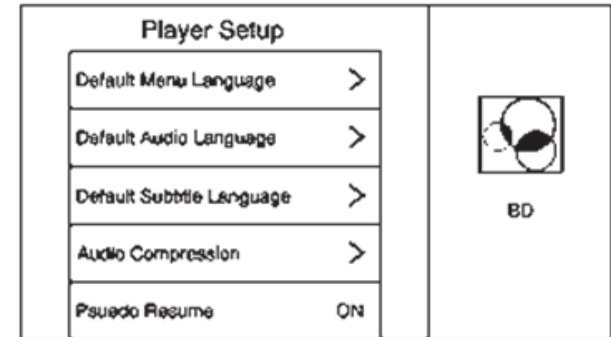 Player Setup
Default Menu Language >
Default Audio Language >
Default Subtitle Language >
Audio Compression >
Psuedo Resume ON
BD